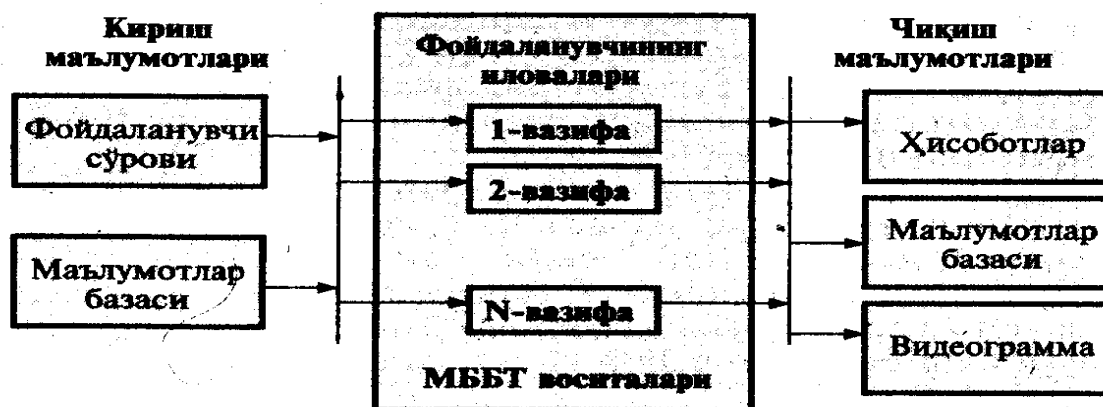 Кириш
маълумотлари
Фойдаланувчи
сўрови
Маълумотлар
базаси
Фойдаланувчининг
иловалари
1-вазифа
2-вазифа
N-вазифа
МББТ воситалари
Чиқиш
маълумотлари
Ҳисоботлар
Маълумотлар
базаси
Видеограмма